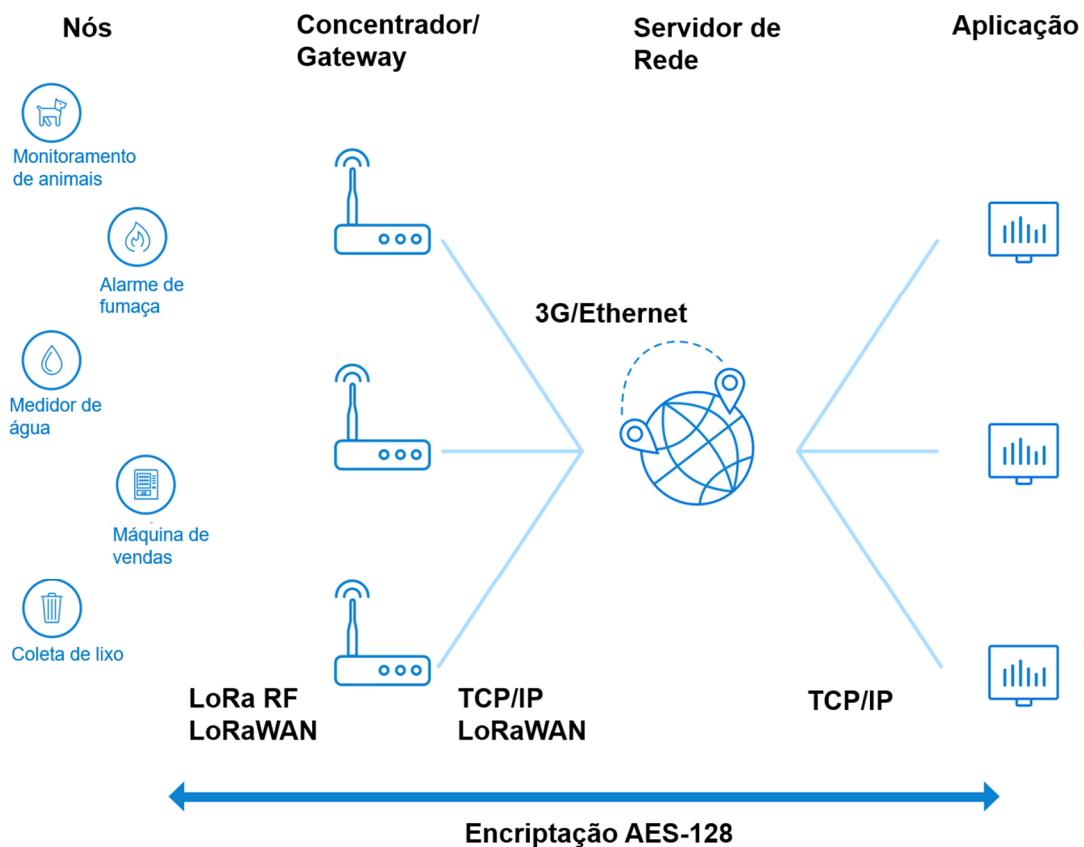 Nós
Concentrador/
Gateway
Servidor de
Rede
Aplicação
Monitoramento
de animais
Alarme de
fumaça
3G/Ethernet
Medidor de
água
Máquina de
vendas
Coleta de lixo
LoRa RF
LoRaWAN
TCP/IP
LoRaWAN
TCP/IP
Encriptação AES-128